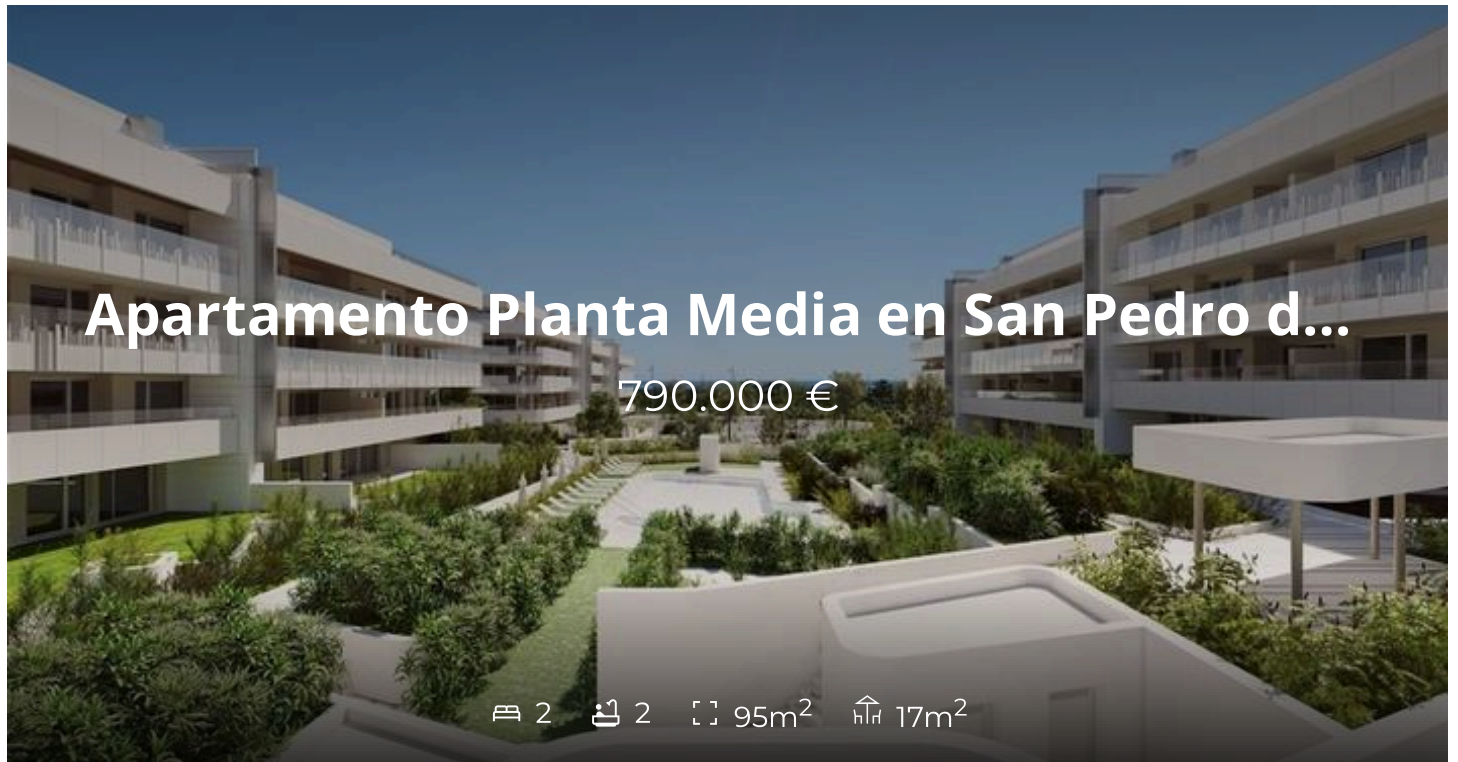 Apartamento Planta Media en San Pedro d...
790.000 €
2 2 95m² 17m²